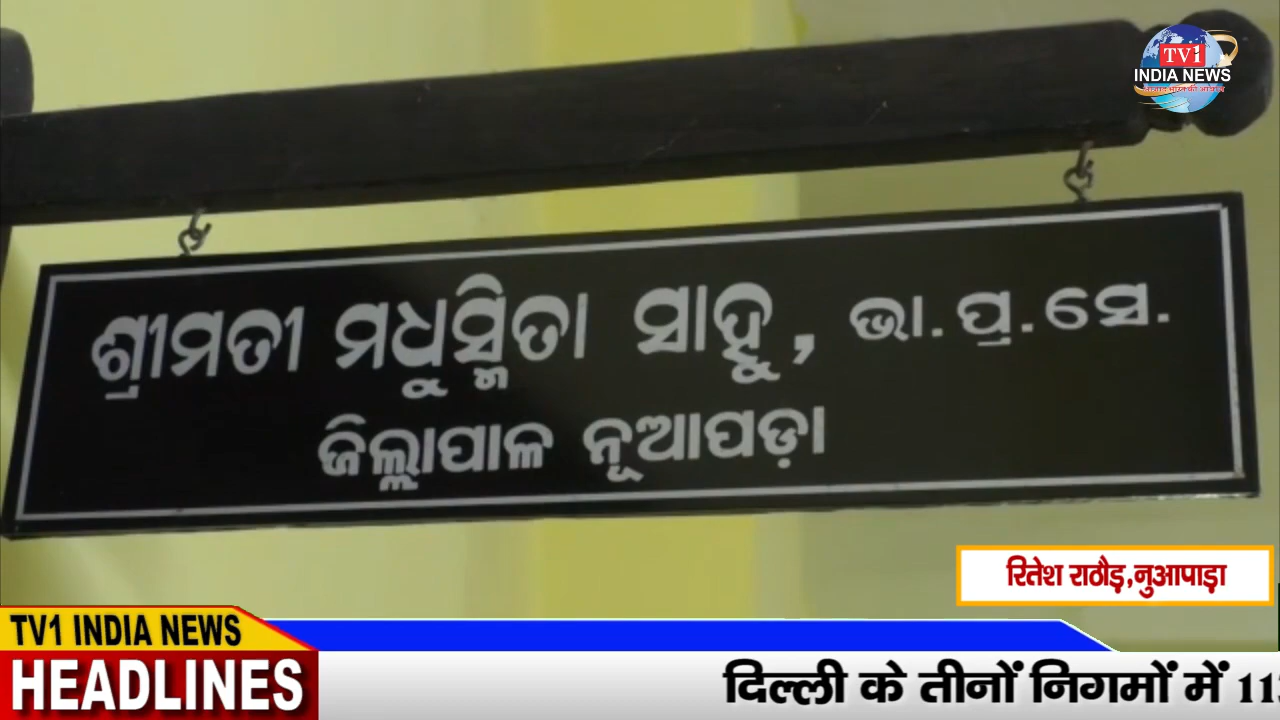 TV1
INDIA NEWS
ଶ୍ରୀମତୀ ମଧୁସ୍ମିତା ସାହୁ, ଭା.ପ୍ର.ସେ.
ଜିଲ୍ଲାପାଳ ନୂଆପଡ଼ା
रितेश राठौड़,नुआपाड़ा
TV1 INDIA NEWS
HEADLINES
दिल्ली के तीनों निगमों में